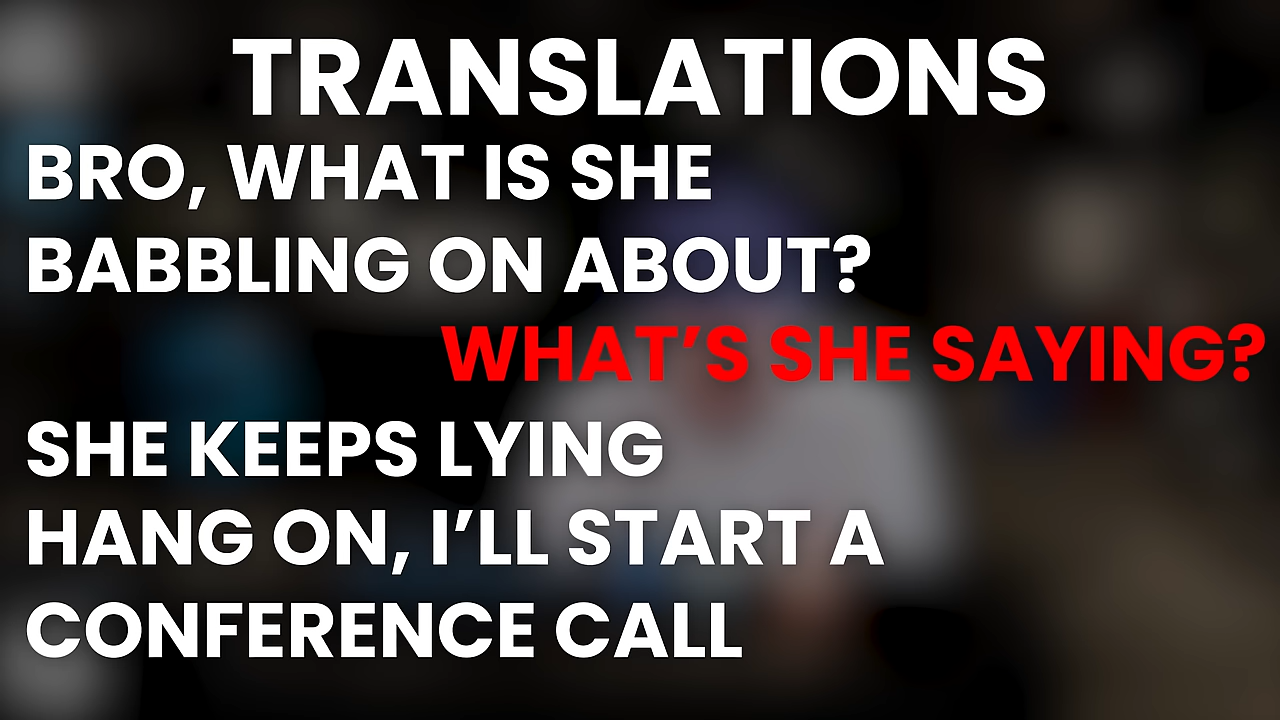 TRANSLATIONS
BRO, WHAT IS SHE
BABBLING ON ABOUT?
WHAT’S SHE SAYING?
SHE KEEPS LYING
HANG ON, I’LL START A
CONFERENCE CALL